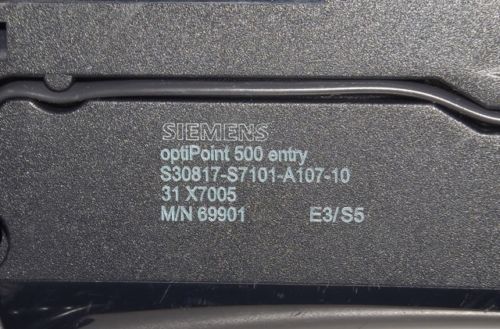 SIEMENS
optiPoint 500 entry
S30817-S7101-A107-10
31 X7005
M/N 69901 E3/S5